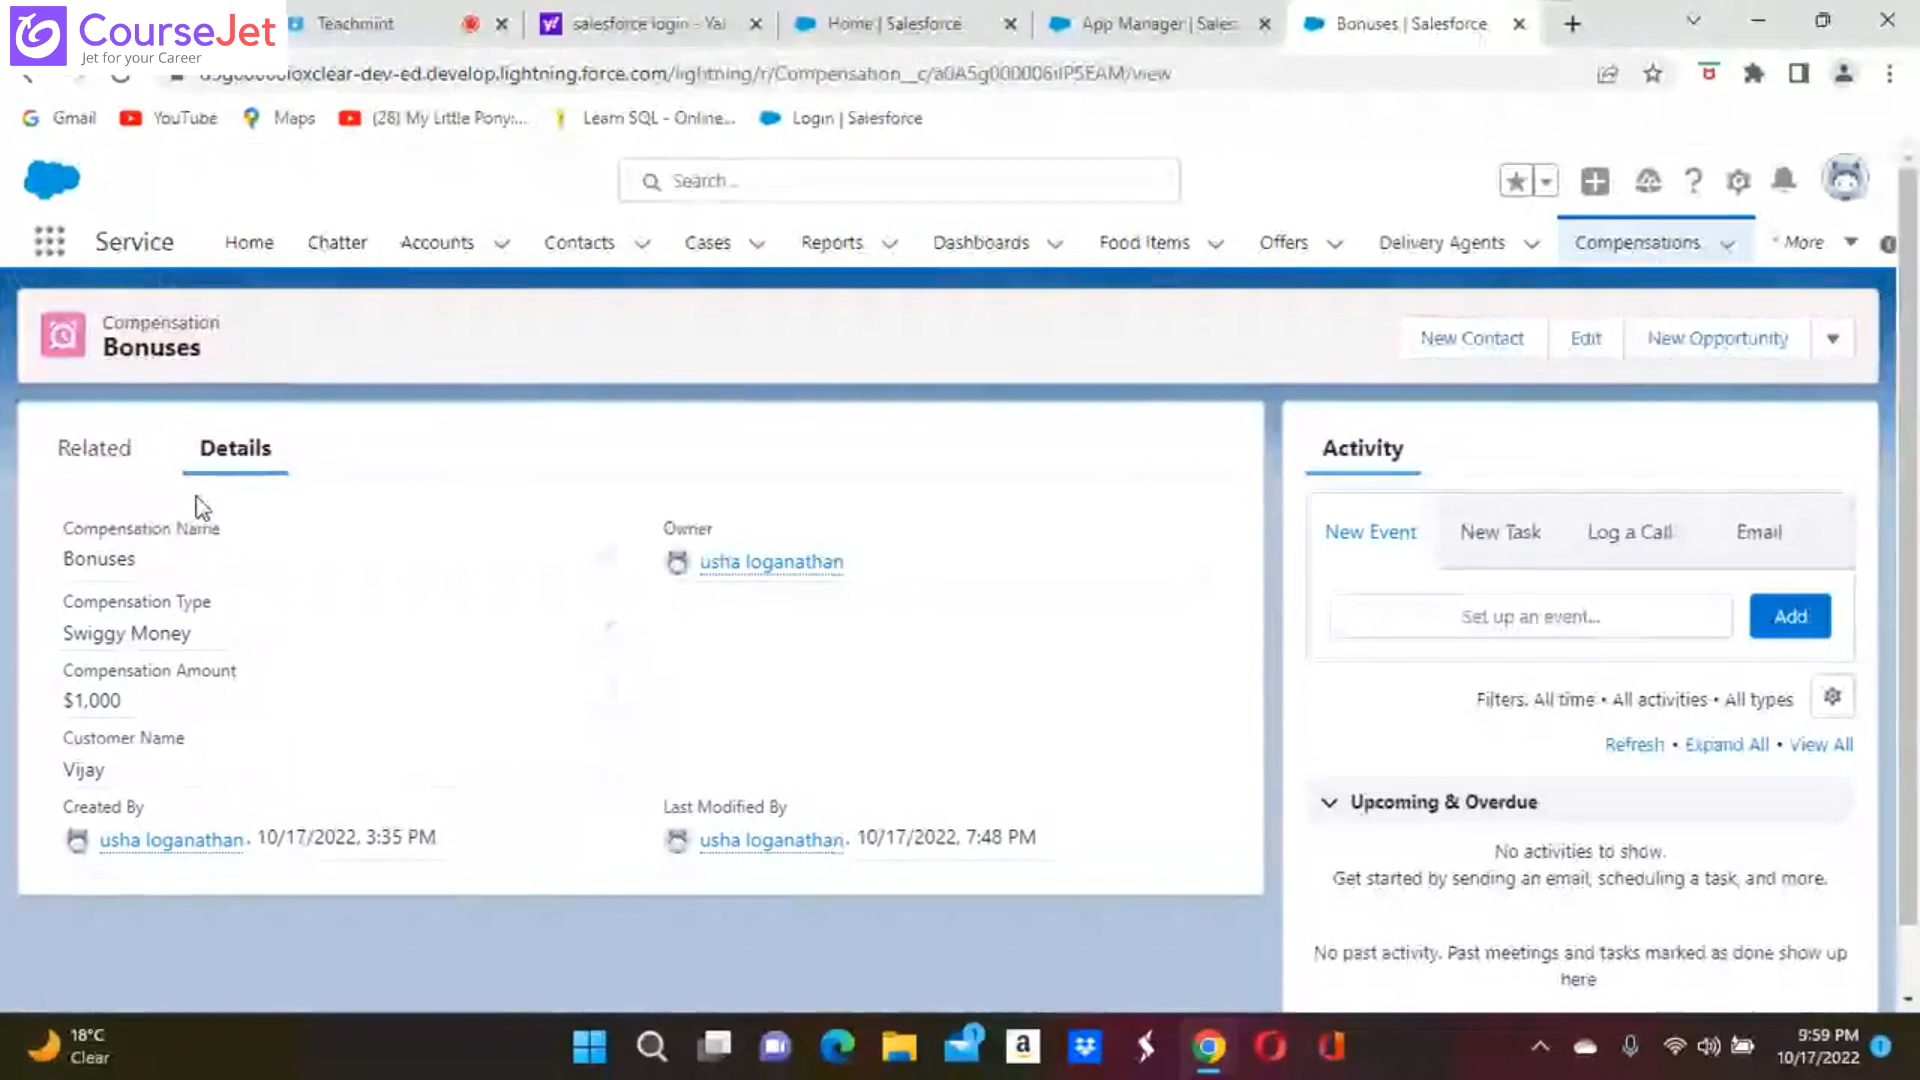 CourseJet
Jet for your Career
Teachmint
salesforce login - Ya
Home | Salesforce
App Manager | Sales
Bonuses | Salesforce
Gmail
YouTube
Maps
(28) My Little Pony:...
Learn SQL - Online...
Login | Salesforce
Search...
Service
Home
Chatter
Accounts
Contacts
Cases
Reports
Dashboards
Food Items
Offers
Delivery Agents
Compensations
* More
Compensation
Bonuses
New Contact
Edit
New Opportunity
Related
Details
Compensation Name
Bonuses
Owner
usha loganathan
Compensation Type
Swiggy Money
Compensation Amount
$1,000
Customer Name
Vijay
Created By
usha loganathan, 10/17/2022, 3:35 PM
Last Modified By
usha loganathan, 10/17/2022, 7:48 PM
Activity
New Event
New Task
Log a Call
Email
Set up an event...
Add
Filters: All time • All activities • All types
Refresh • Expand All • View All
Upcoming & Overdue
No activities to show.
Get started by sending an email, scheduling a task, and more.
No past activity. Past meetings and tasks marked as done show up
here
18°C
Clear
9:59 PM
10/17/2022